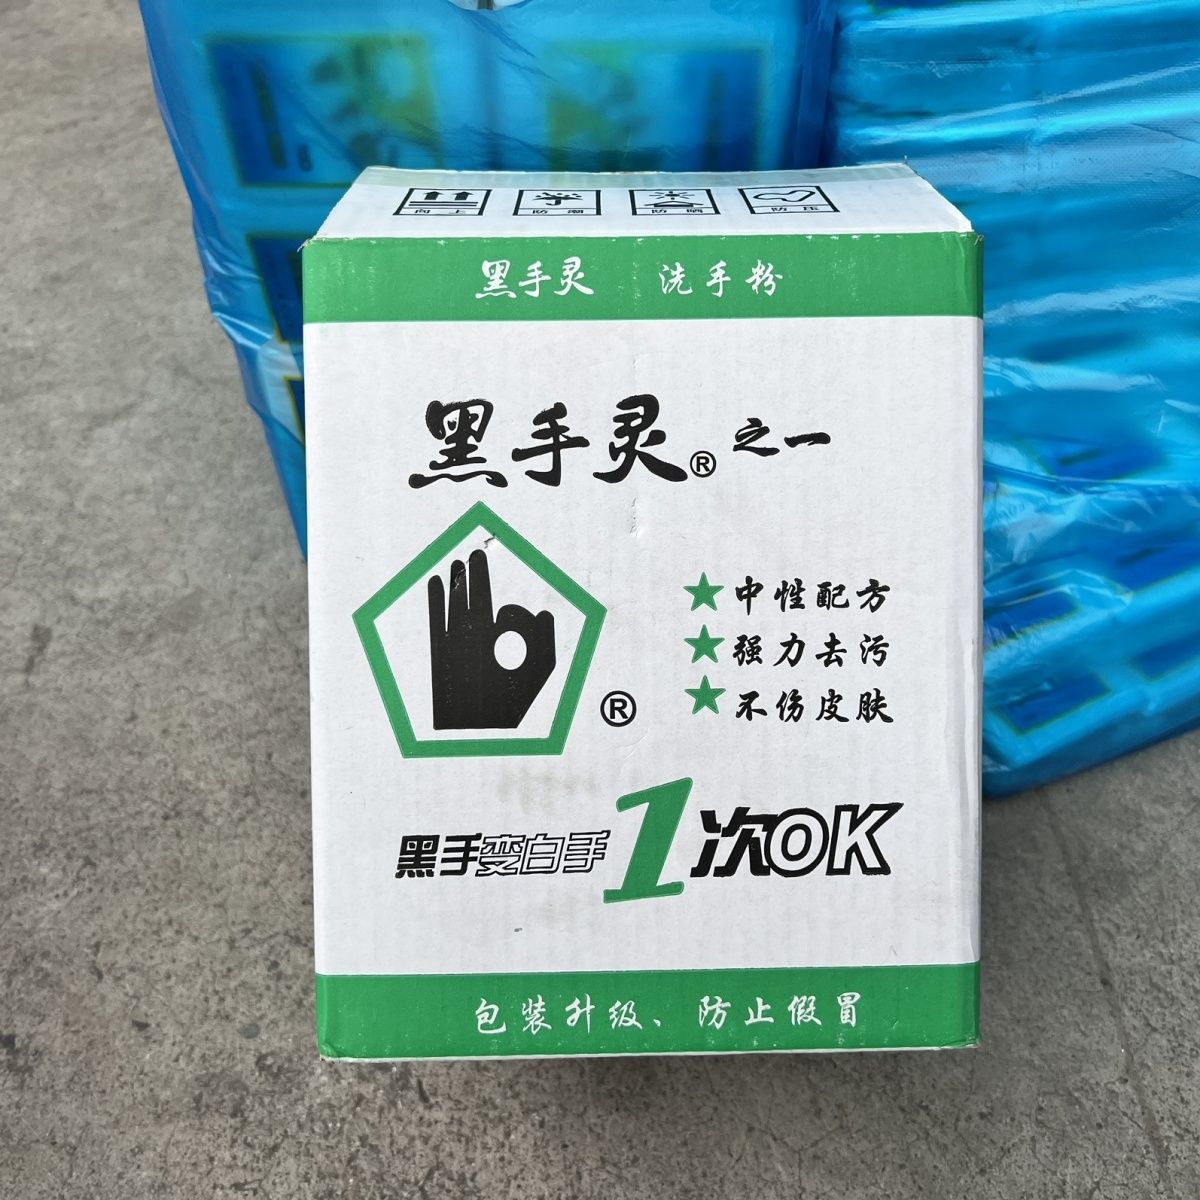 向上 防潮 防晒 防压
黑手灵 洗手粉
黑手灵® 之一
®
★中性配方
★强力去污
★不伤皮肤
黑手变白手1次OK
包装升级、防止假冒